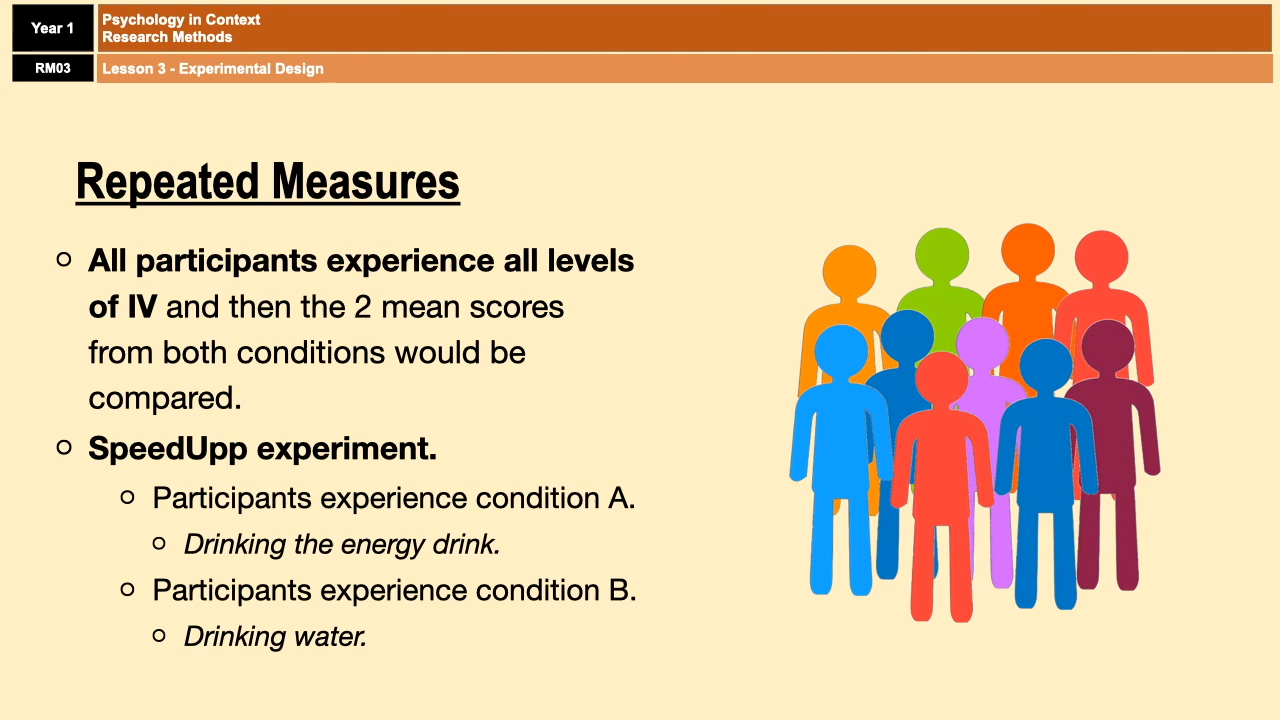 Year 1
Psychology in Context
Research Methods
RM03
Lesson 3 - Experimental Design
Repeated Measures
All participants experience all levels
of IV and then the 2 mean scores
from both conditions would be
compared.
SpeedUpp experiment.
Participants experience condition A.
Drinking the energy drink.
Participants experience condition B.
Drinking water.